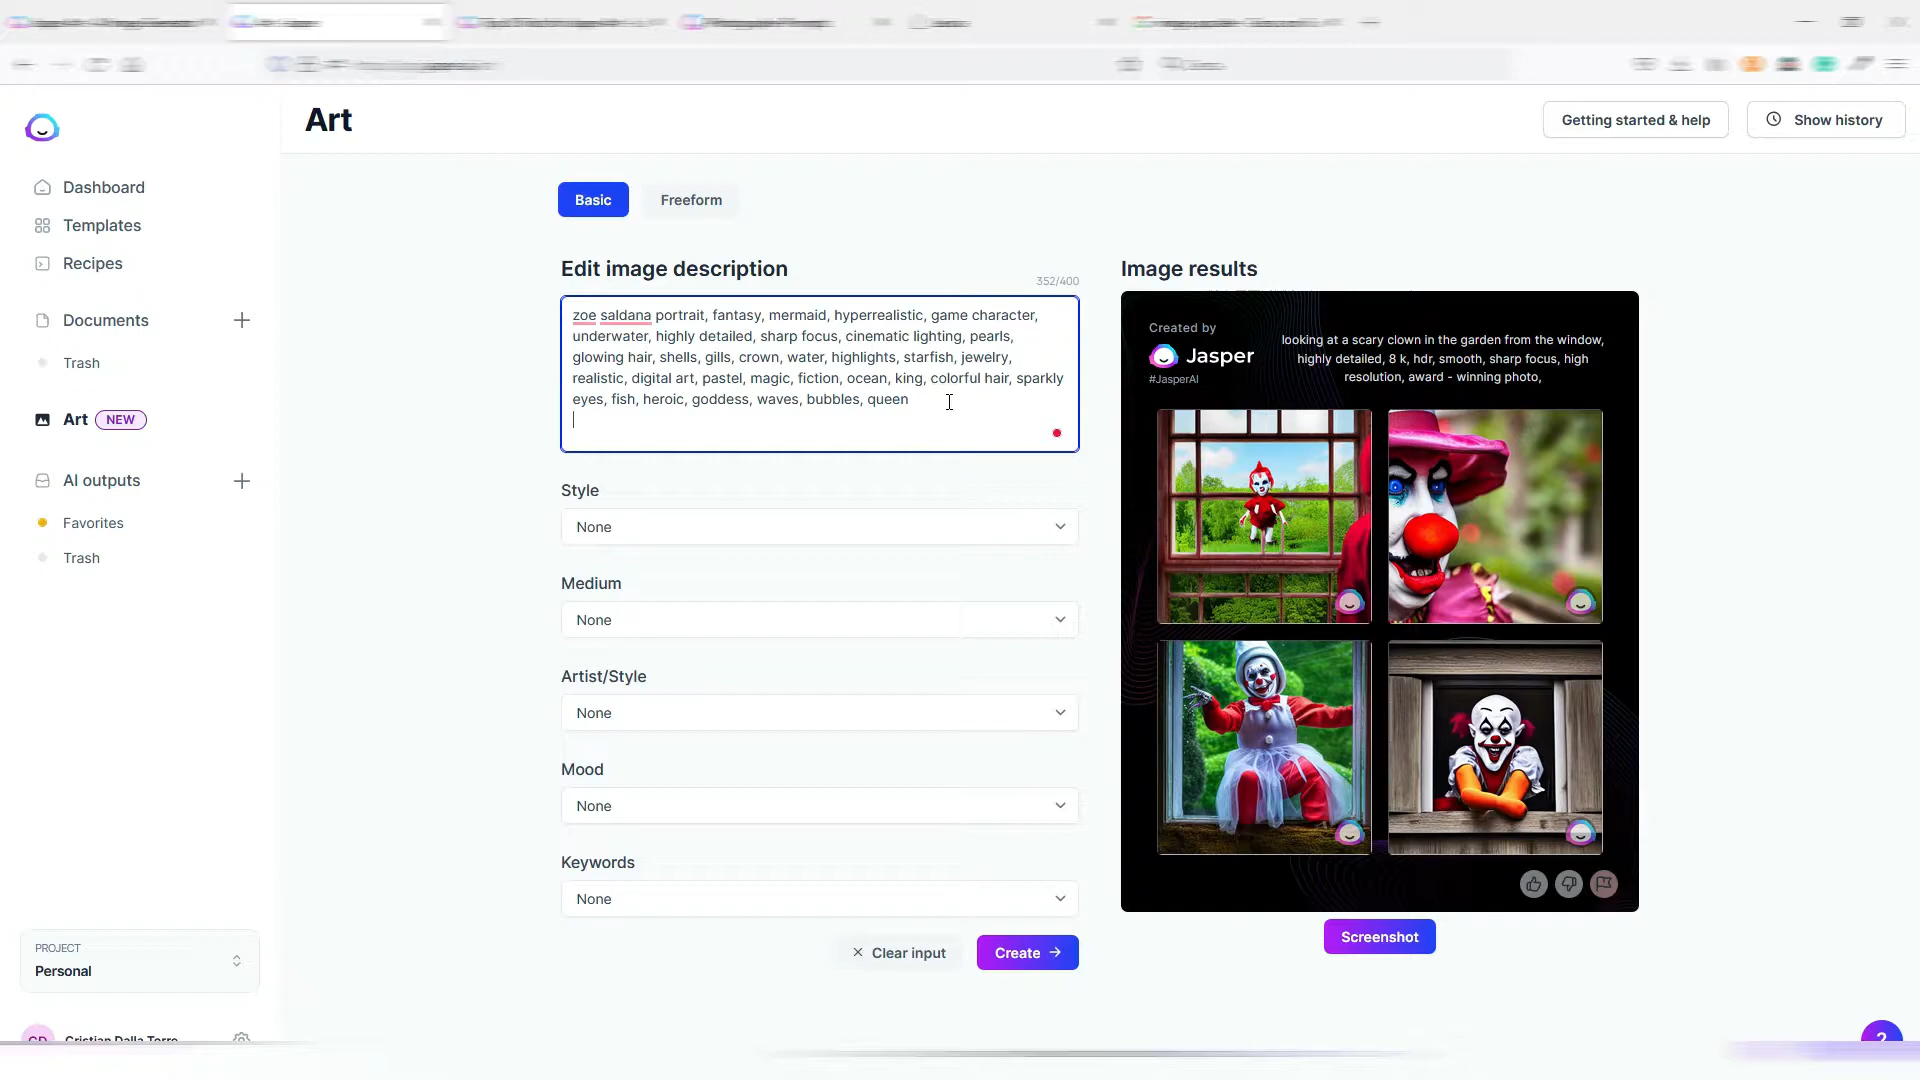 Art
Getting started & help
Show history
Dashboard
Templates
Recipes
Documents
Trash
Art NEW
AI outputs
Favorites
Trash
PROJECT
Personal
Cristian Dalla Torre
Basic
Freeform
Edit image description
352/400
zoe saldana portrait, fantasy, mermaid, hyperrealistic, game character,
underwater, highly detailed, sharp focus, cinematic lighting, pearls,
glowing hair, shells, gills, crown, water, highlights, starfish, jewelry,
realistic, digital art, pastel, magic, fiction, ocean, king, colorful hair, sparkly
eyes, fish, heroic, goddess, waves, bubbles, queen
Style
None
Medium
None
Artist/Style
None
Mood
None
Keywords
None
Clear input
Create
Image results
Created by
Jasper
#JasperAI
looking at a scary clown in the garden from the window,
highly detailed, 8 k, hdr, smooth, sharp focus, high
resolution, award - winning photo,
Screenshot
?